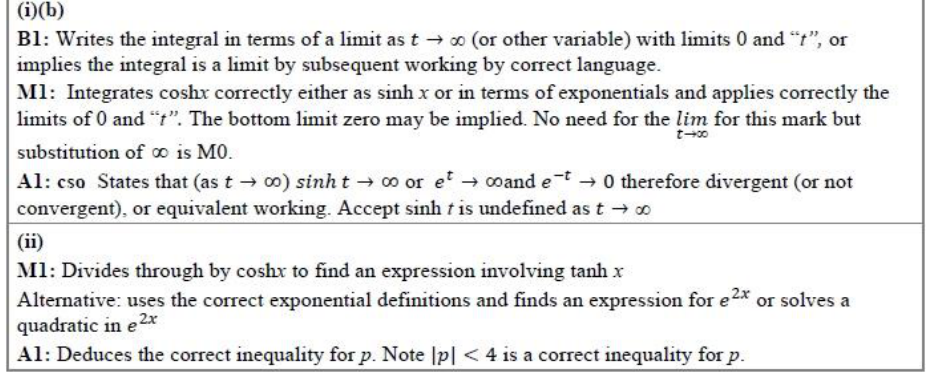 (i)(b)
B1: Writes the integral in terms of a limit as t → ∞ (or other variable) with limits 0 and “t”, or
implies the integral is a limit by subsequent working by correct language.
M1: Integrates coshx correctly either as sinh x or in terms of exponentials and applies correctly the
limits of 0 and “t”. The bottom limit zero may be implied. No need for the lim t→∞ for this mark but
substitution of ∞ is M0.
A1: cso States that (as t → ∞) sinh t → ∞ or e^t → ∞and e^−t → 0 therefore divergent (or not
convergent), or equivalent working. Accept sinh t is undefined as t → ∞
(ii)
M1: Divides through by coshx to find an expression involving tanh x
Alternative: uses the correct exponential definitions and finds an expression for e^2x or solves a
quadratic in e^2x
A1: Deduces the correct inequality for p. Note |p| < 4 is a correct inequality for p.